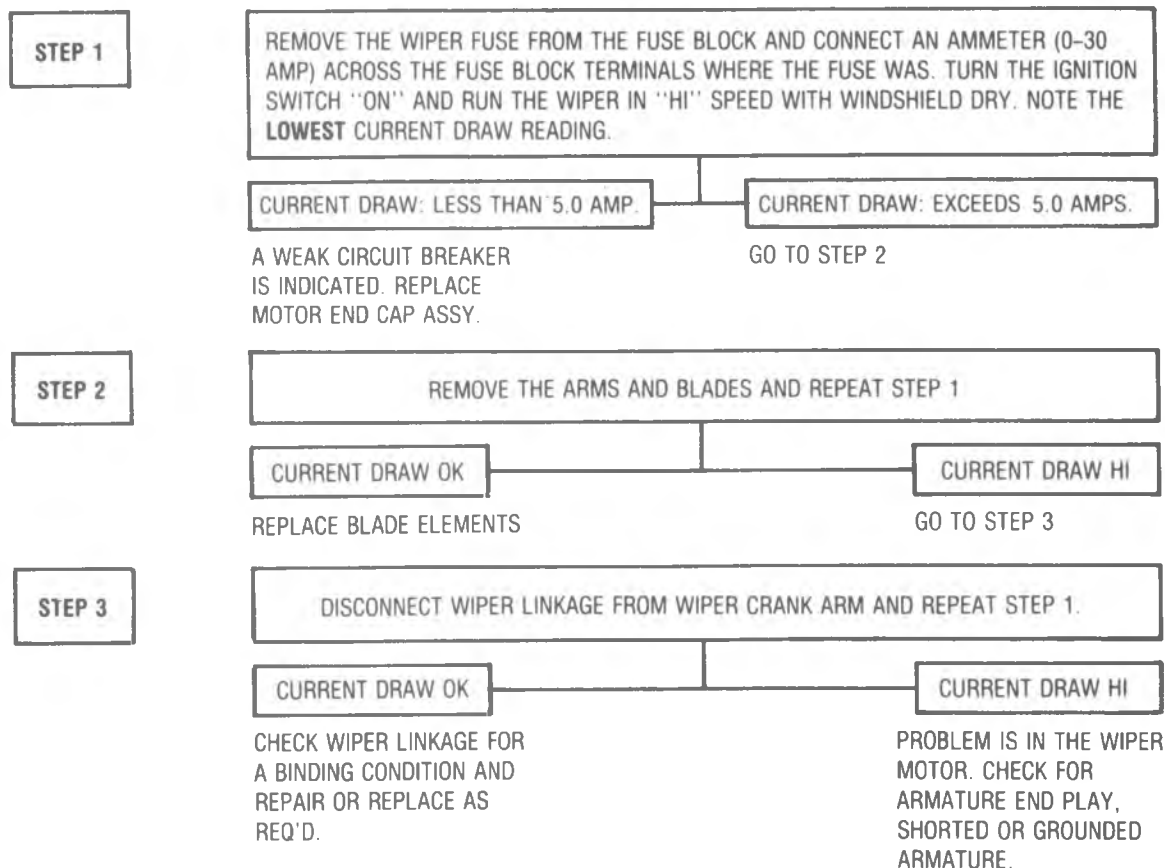 STEP 1
REMOVE THE WIPER FUSE FROM THE FUSE BLOCK AND CONNECT AN AMMETER (0–30
AMP) ACROSS THE FUSE BLOCK TERMINALS WHERE THE FUSE WAS. TURN THE IGNITION
SWITCH ''ON'' AND RUN THE WIPER IN ''HI'' SPEED WITH WINDSHIELD DRY. NOTE THE
LOWEST CURRENT DRAW READING.
CURRENT DRAW: LESS THAN 5.0 AMP.
A WEAK CIRCUIT BREAKER
IS INDICATED. REPLACE
MOTOR END CAP ASSY.
CURRENT DRAW: EXCEEDS 5.0 AMPS.
GO TO STEP 2
STEP 2
REMOVE THE ARMS AND BLADES AND REPEAT STEP 1
CURRENT DRAW OK
REPLACE BLADE ELEMENTS
CURRENT DRAW HI
GO TO STEP 3
STEP 3
DISCONNECT WIPER LINKAGE FROM WIPER CRANK ARM AND REPEAT STEP 1.
CURRENT DRAW OK
CHECK WIPER LINKAGE FOR
A BINDING CONDITION AND
REPAIR OR REPLACE AS
REQ'D.
CURRENT DRAW HI
PROBLEM IS IN THE WIPER
MOTOR. CHECK FOR
ARMATURE END PLAY,
SHORTED OR GROUNDED
ARMATURE.